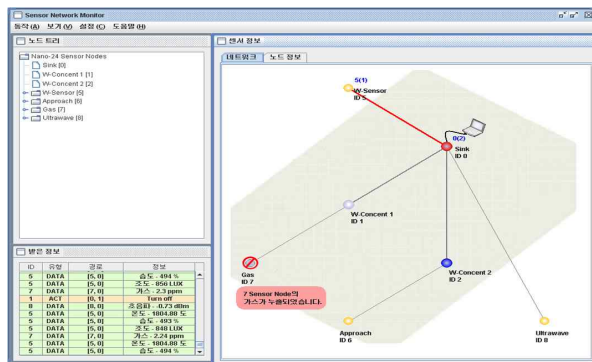 Sensor Network Monitor
동작(A) 보기(V) 설정(C) 도움말(H)
노드 트리
Nano-24 Sensor Nodes
Sink [0]
W-Concent 1 [1]
W-Concent 2 [2]
W-Sensor [5]
Approach [6]
Gas [7]
Ultrawave [8]
받은 정보
ID 유형 경로 정보
5 DATA [5, 0] 습도 - 494 %
5 DATA [5, 0] 조도 - 856 LUX
7 DATA [7, 0] 가스 - 2.3 ppm
1 ACT [0, 1] Turn off
8 DATA [8, 0] 초음파 - -0.73 dBm
5 DATA [5, 0] 온도 - 1804.88 도
5 DATA [5, 0] 습도 - 493 %
5 DATA [5, 0] 조도 - 848 LUX
7 DATA [7, 0] 가스 - 2.24 ppm
5 DATA [5, 0] 온도 - 1804.88 도
5 DATA [5, 0] 습도 - 494 %
센서 정보
네트워크 노드 정보
5(1)
W-Sensor
ID 5
0(2)
Sink
ID 0
W-Concent 1
ID 1
Gas
ID 7
7 Sensor Node의
가스가 누출되었습니다.
W-Concent 2
ID 2
Approach
ID 6
Ultrawave
ID 8